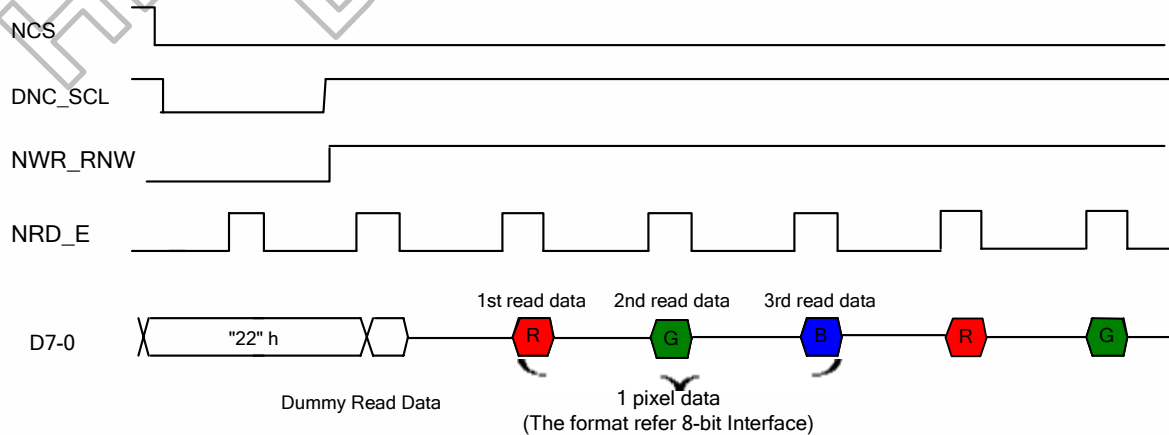 NCS
DNC_SCL
NWR_RNW
NRD_E
1st read data 2nd read data 3rd read data
D7-0 "22" h R G B R G
Dummy Read Data 1 pixel data
(The format refer 8-bit Interface)